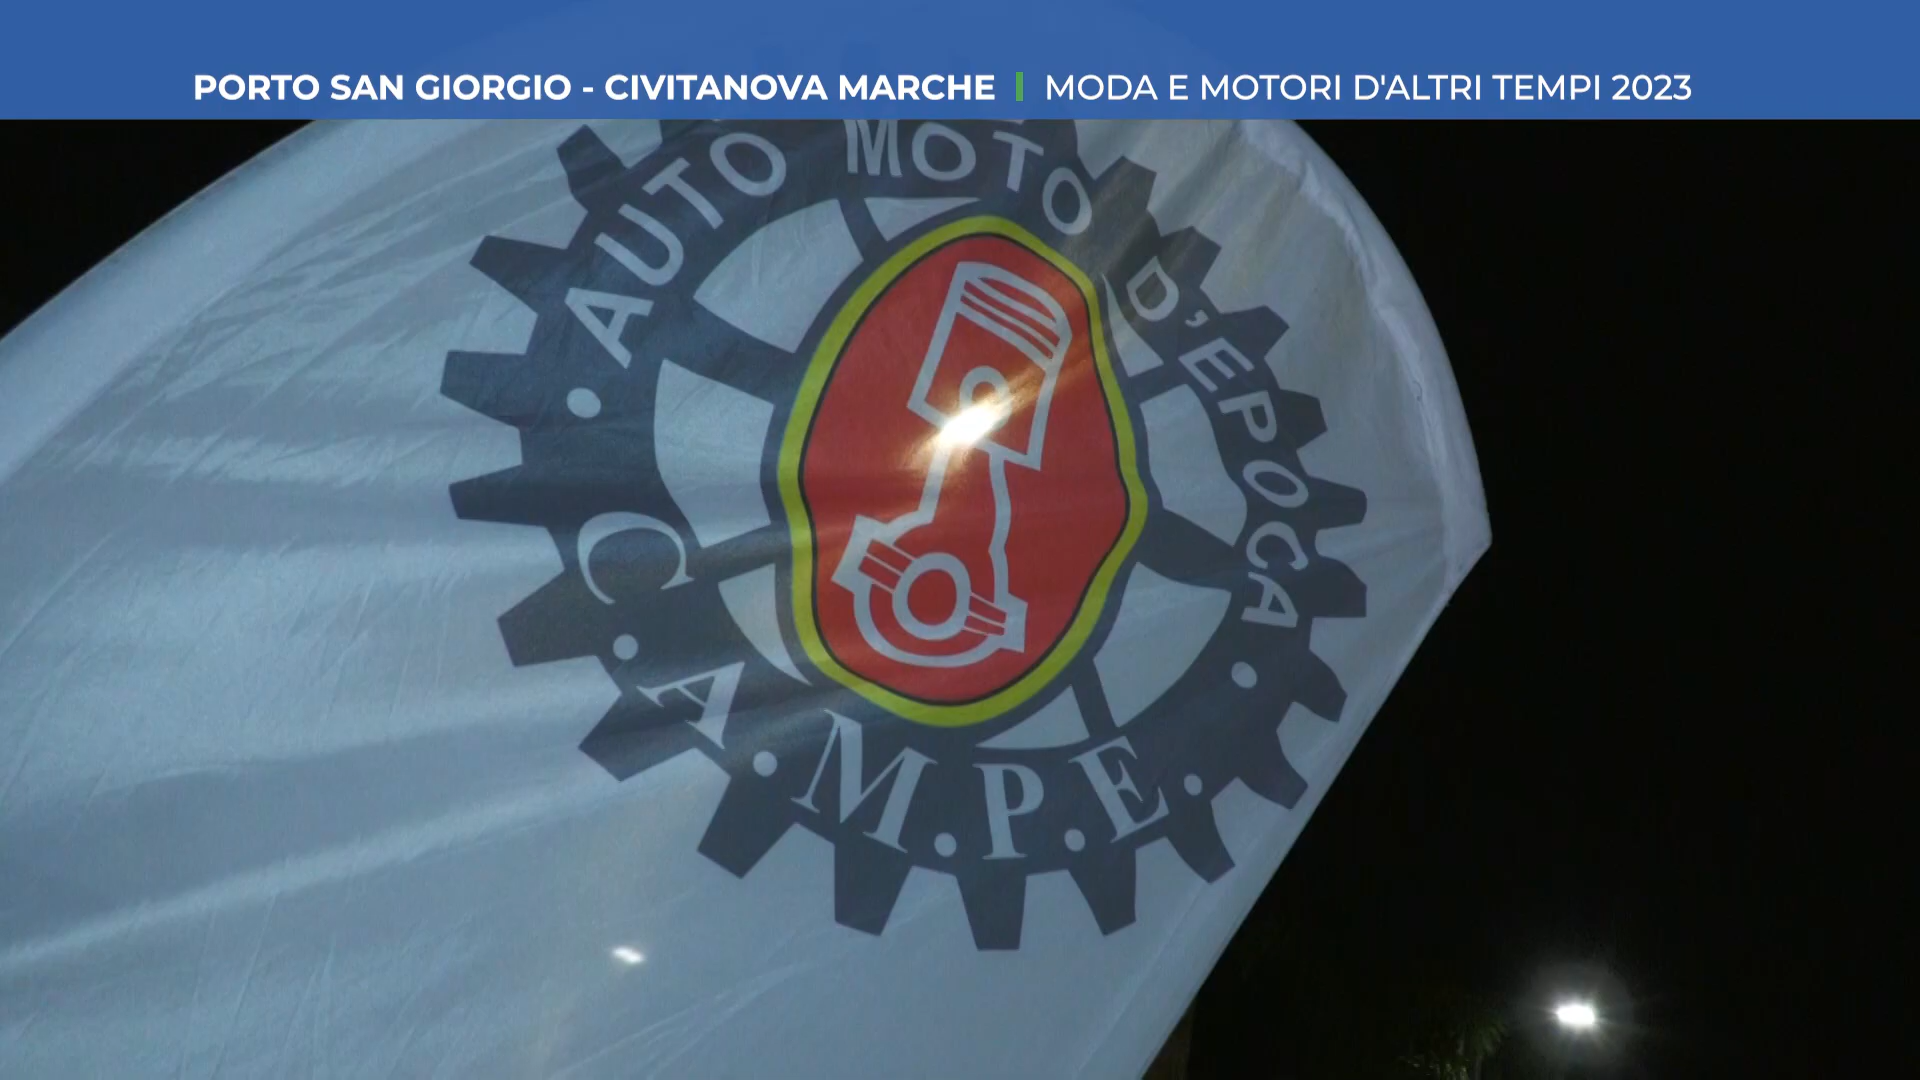 PORTO SAN GIORGIO - CIVITANOVA MARCHE | MODA E MOTORI D'ALTRI TEMPI 2023
• AUTO MOTO D'EPOCA •
C.A.M.P.E.